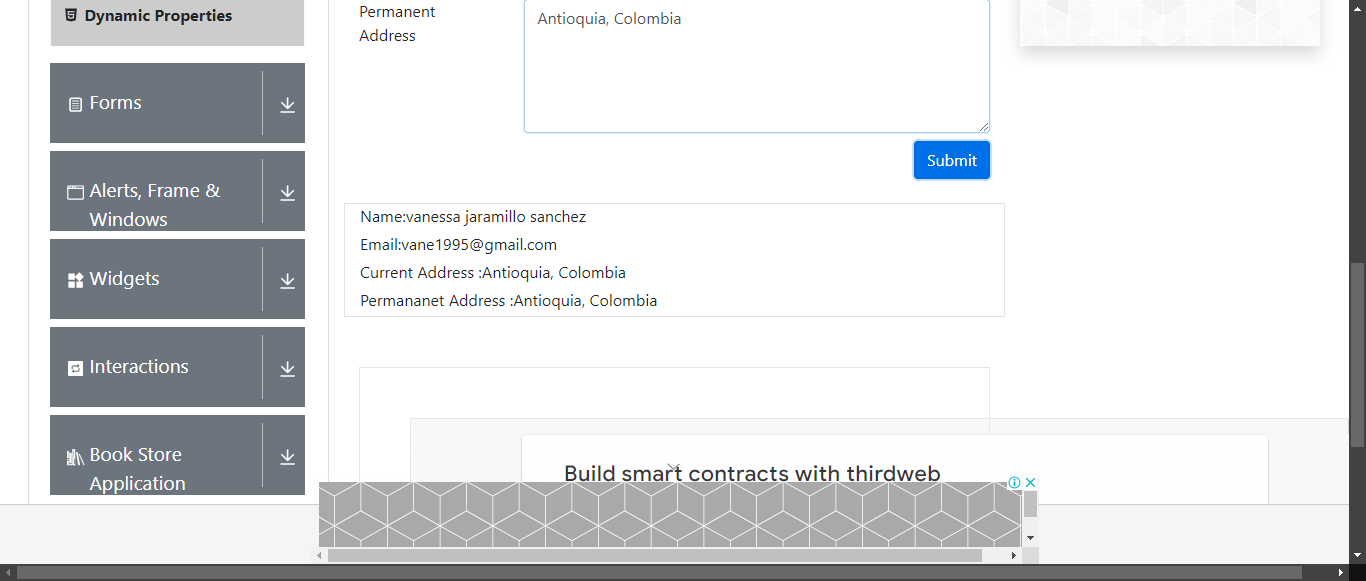 Dynamic Properties
Forms
Alerts, Frame &
Windows
Widgets
Interactions
Book Store
Application
Permanent
Address
Antioquia, Colombia
Submit
Name:vanessa jaramillo sanchez
Email:vane1995@gmail.com
Current Address :Antioquia, Colombia
Permananet Address :Antioquia, Colombia
Build smart contracts with thirdweb